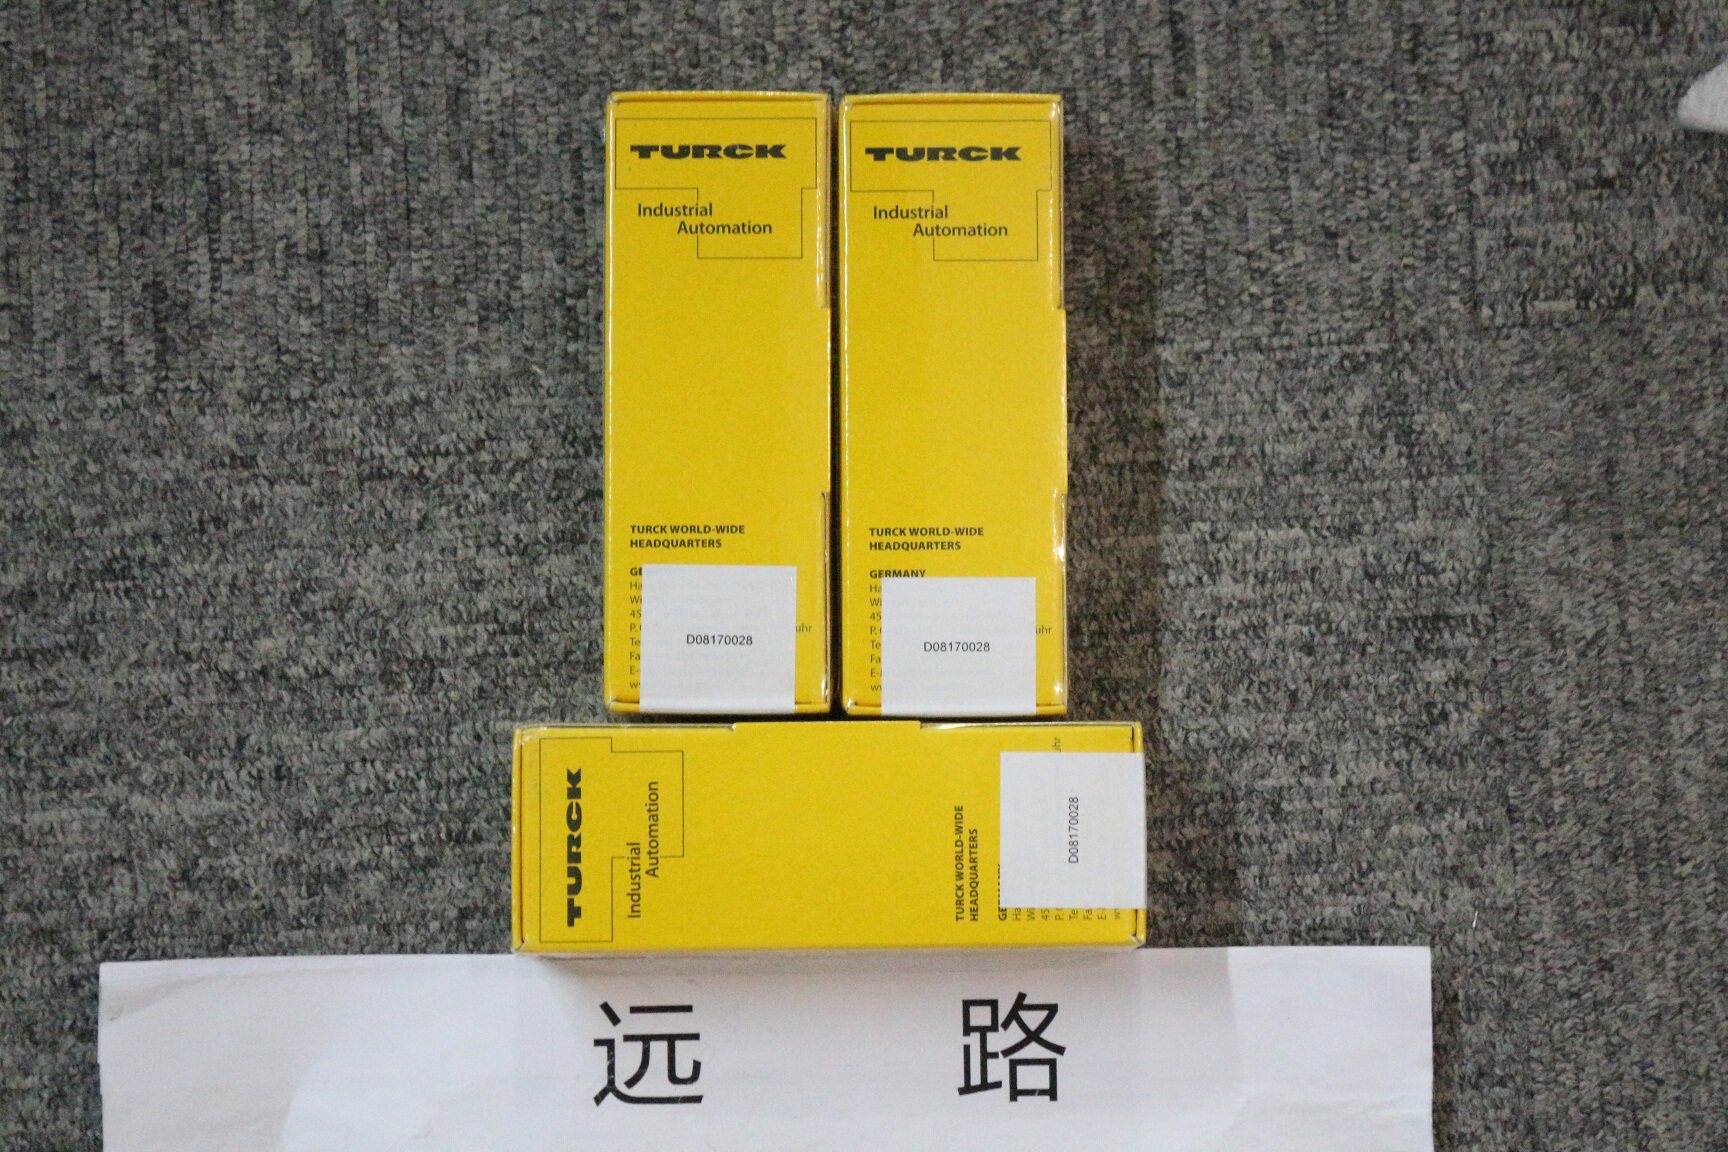 TURCK
Industrial
Automation
TURCK WORLD-WIDE
HEADQUARTERS
D08170028
TURCK
Industrial
Automation
TURCK WORLD-WIDE
HEADQUARTERS
GERMANY
D08170028
TURCK
Industrial
Automation
TURCK WORLD-WIDE
HEADQUARTERS
D08170028
远 路